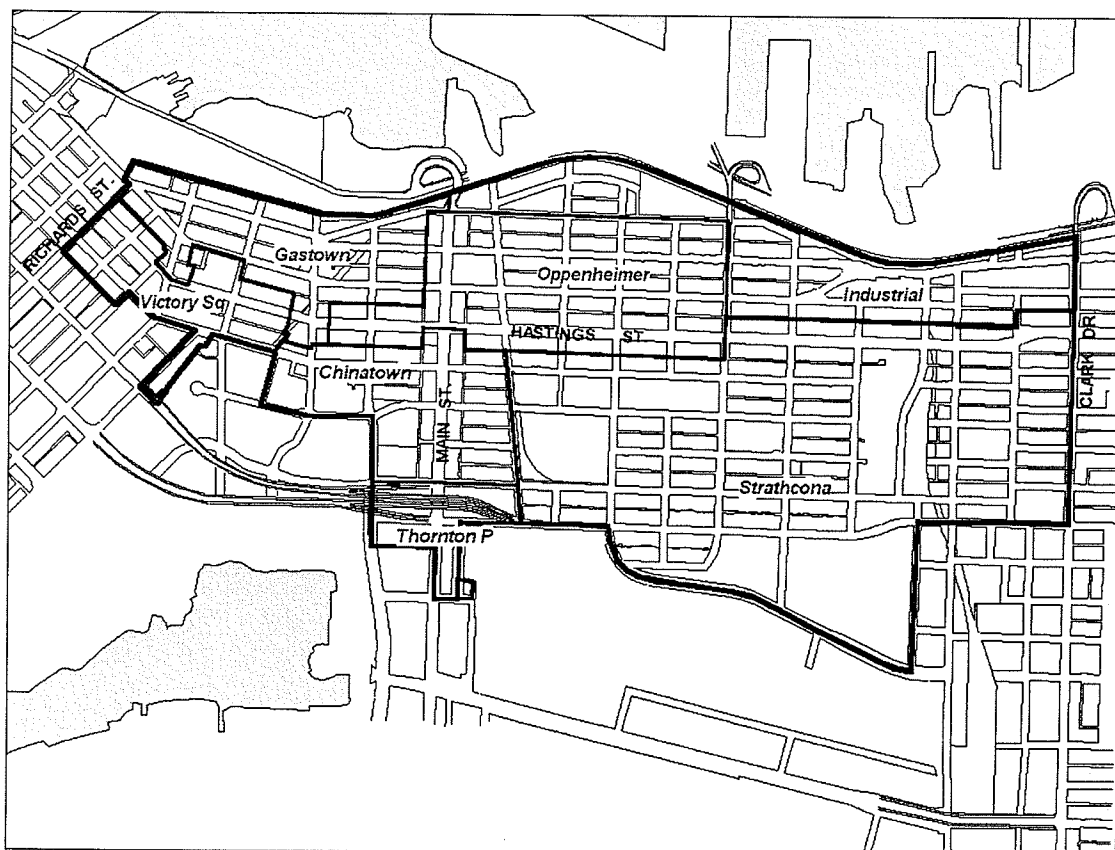 RICHARDS ST.
Gastown
Oppenheimer
Industrial
Victory Sq
HASTINGS ST.
Chinatown
MAIN ST.
CLARK DR.
Strathcona
Thornton P